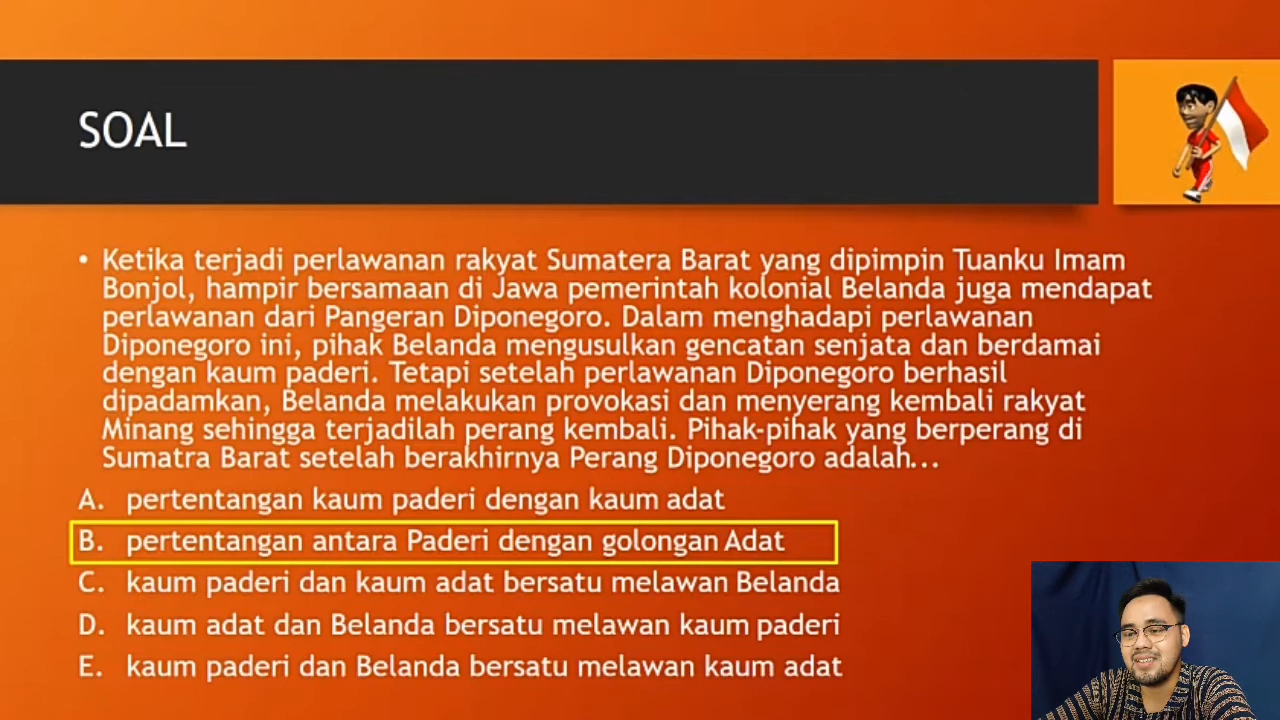 SOAL
• Ketika terjadi perlawanan rakyat Sumatera Barat yang dipimpin Tuanku Imam
Bonjol, hampir bersamaan di Jawa pemerintah kolonial Belanda juga mendapat
perlawanan dari Pangeran Diponegoro. Dalam menghadapi perlawanan
Diponegoro ini, pihak Belanda mengusulkan gencatan senjata dan berdamai
dengan kaum paderi. Tetapi setelah perlawanan Diponegoro berhasil
dipadamkan, Belanda melakukan provokasi dan menyerang kembali rakyat
Minang sehingga terjadilah perang kembali. Pihak-pihak yang berperang di
Sumatra Barat setelah berakhirnya Perang Diponegoro adalah...
A. pertentangan kaum paderi dengan kaum adat
B. pertentangan antara Paderi dengan golongan Adat
C. kaum paderi dan kaum adat bersatu melawan Belanda
D. kaum adat dan Belanda bersatu melawan kaum paderi
E. kaum paderi dan Belanda bersatu melawan kaum adat